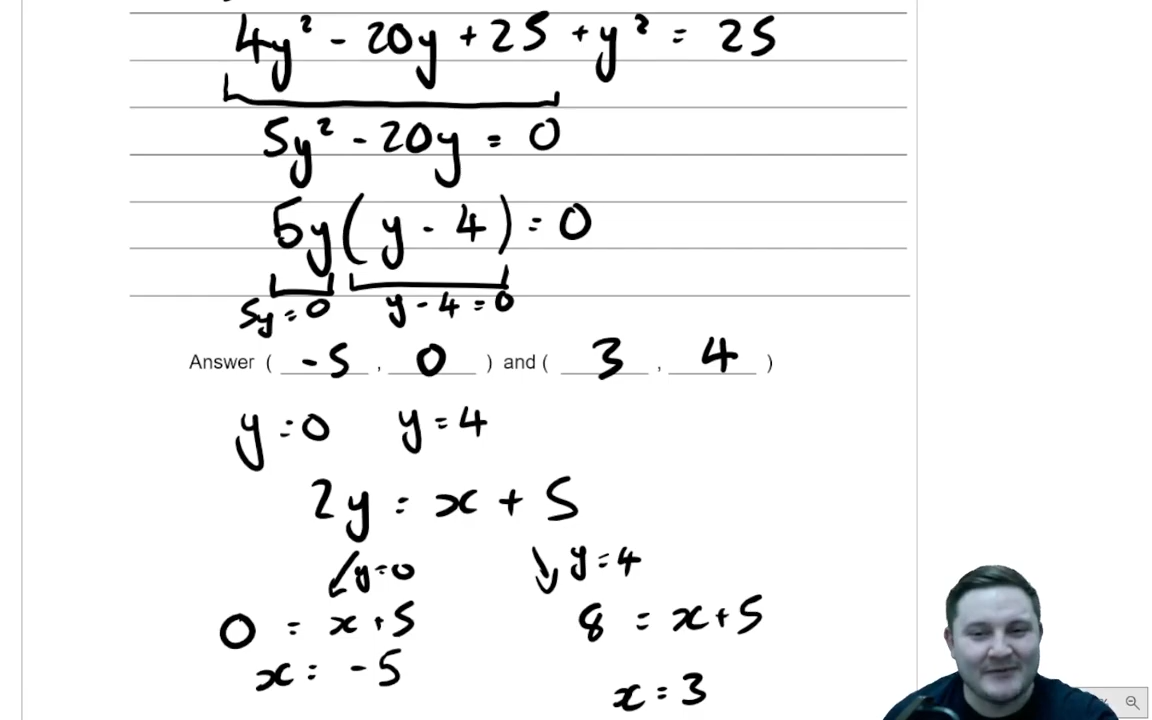 4y² - 20y + 25 + y² = 25
5y² - 20y = 0
5y(y - 4) = 0
5y = 0 y - 4 = 0
Answer ( -5 , 0 ) and ( 3 , 4 )
y = 0 y = 4
2y = x + 5
y = 0 y = 4
0 = x + 5 8 = x + 5
x = -5 x = 3